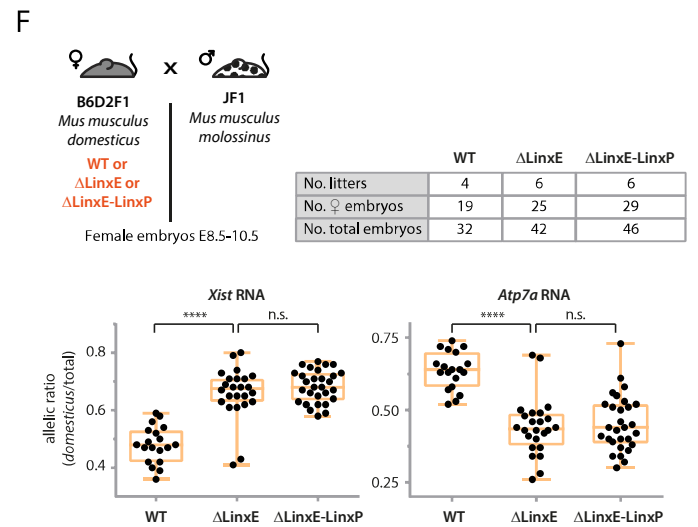 F
♀ x ♂
B6D2F1 JF1
Mus musculus Mus musculus
domesticus molossinus
WT or
ΔLinxE or
ΔLinxE-LinxP
Female embryos E8.5-10.5
WT ΔLinxE ΔLinxE-LinxP
No. litters 4 6 6
No. ♀ embryos 19 25 29
No. total embryos 32 42 46
Xist RNA
**** n.s.
allelic ratio
(domesticus/total)
0.8
0.6
0.4
WT ΔLinxE ΔLinxE-LinxP
Atp7a RNA
**** n.s.
0.75
0.50
0.25
WT ΔLinxE ΔLinxE-LinxP